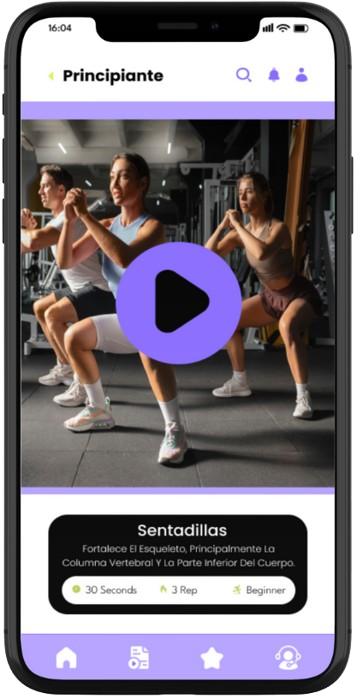 16:04
Principiante
Sentadillas
Fortalece El Esqueleto, Principalmente La
Columna Vertebral Y La Parte Inferior Del Cuerpo.
30 Seconds 3 Rep Beginner